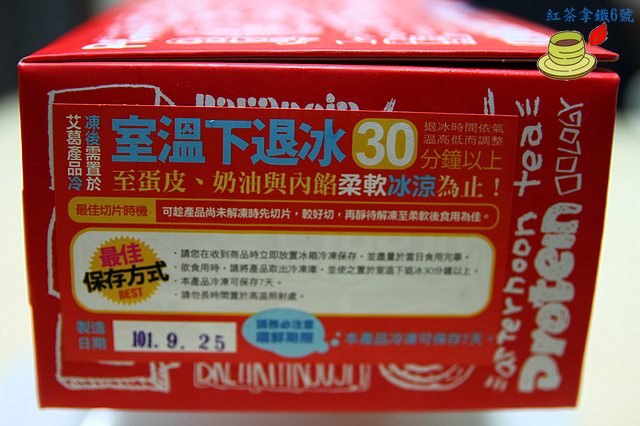 紅茶拿鐵6號
艾葛產品冷
凍後需置於
室溫下退冰30分鐘以上
退冰時間依氣
溫高低而調整
至蛋皮、奶油與內餡柔軟冰涼為止！
最佳切片時機
可趁產品尚未解凍時先切片，較好切，再靜待解凍至柔軟後食用為佳。
最佳
保存方式
BEST
·請您在收到商品時立即放置冰箱冷凍保存，並盡量於當日食用完畢。
·欲食用時，請將產品取出冷凍庫，並使之置於室溫下退冰30分鐘以上。
·本產品冷凍可保存7天。
·請勿長時間置於高溫照射處。
製造
日期
101.9.25
請務必注意
嚐鮮期限
本產品冷凍可保存7天。
afternoon tea
protein